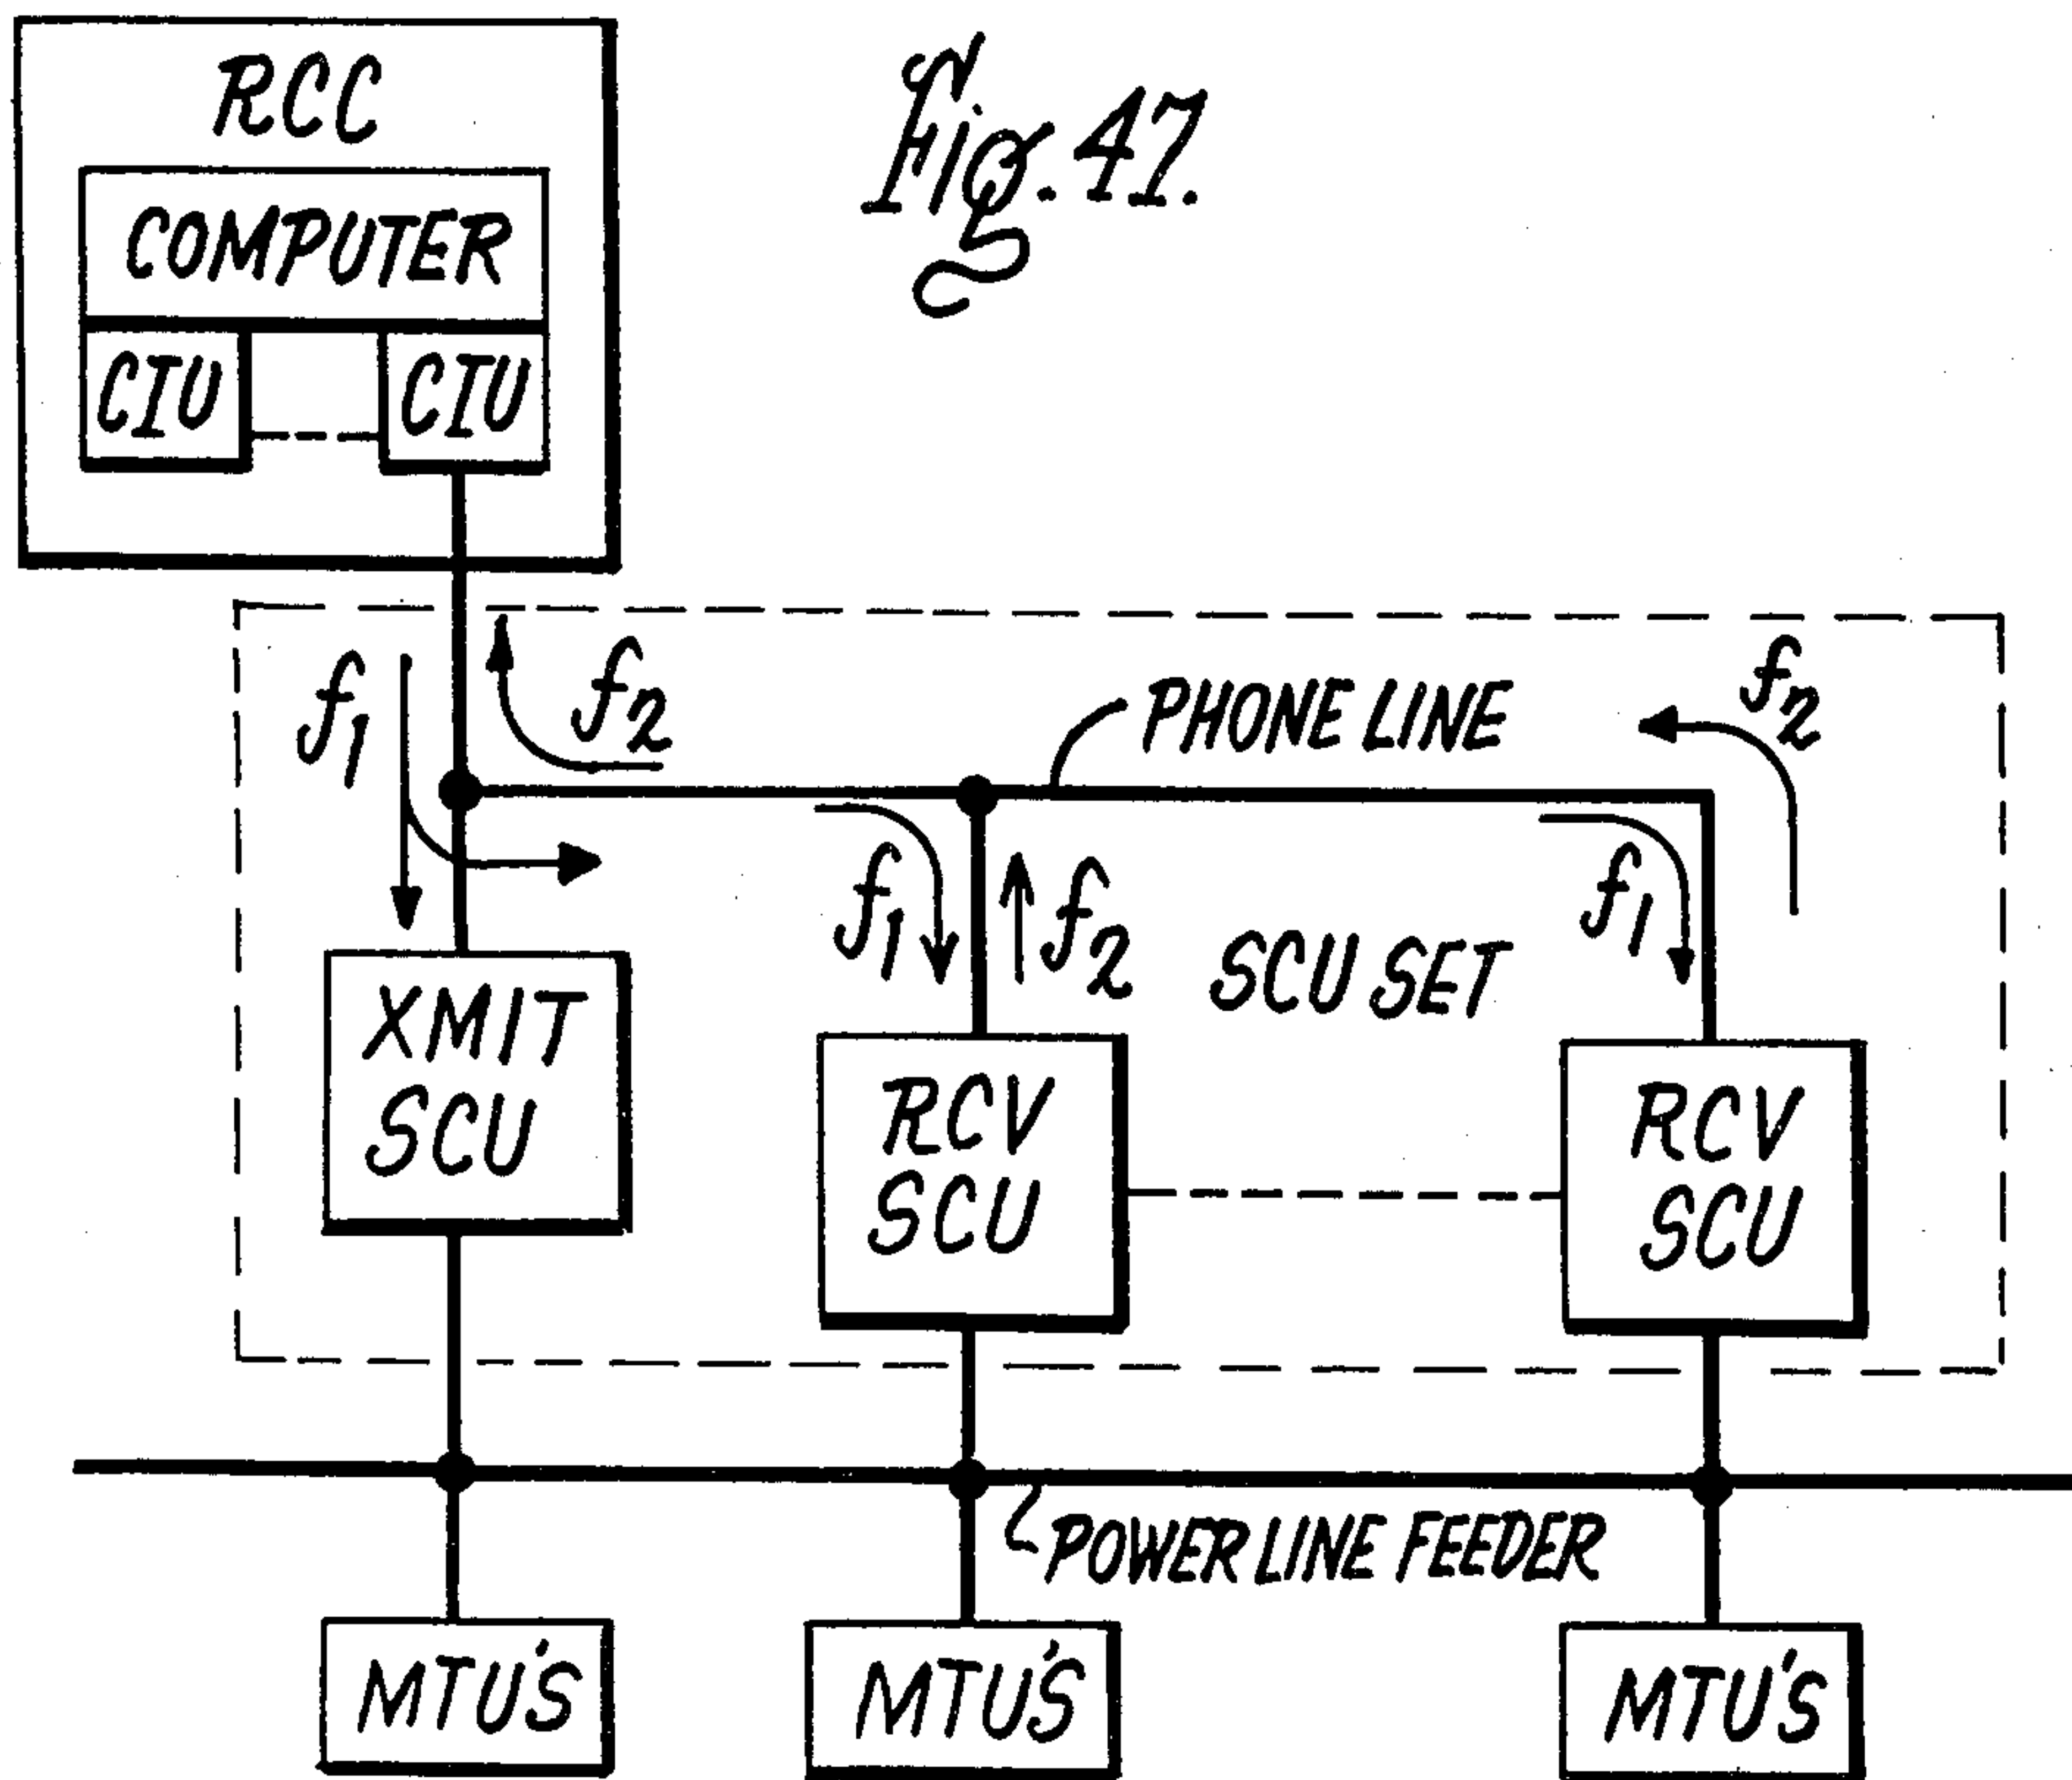 RCC
Fig. 47.
COMPUTER
CIU
CIU
f1
f2
PHONE LINE
f2
f1
f2
f1
SCU SET
XMIT
SCU
RCV
SCU
RCV
SCU
POWER LINE FEEDER
MTU'S
MTU'S
MTU'S